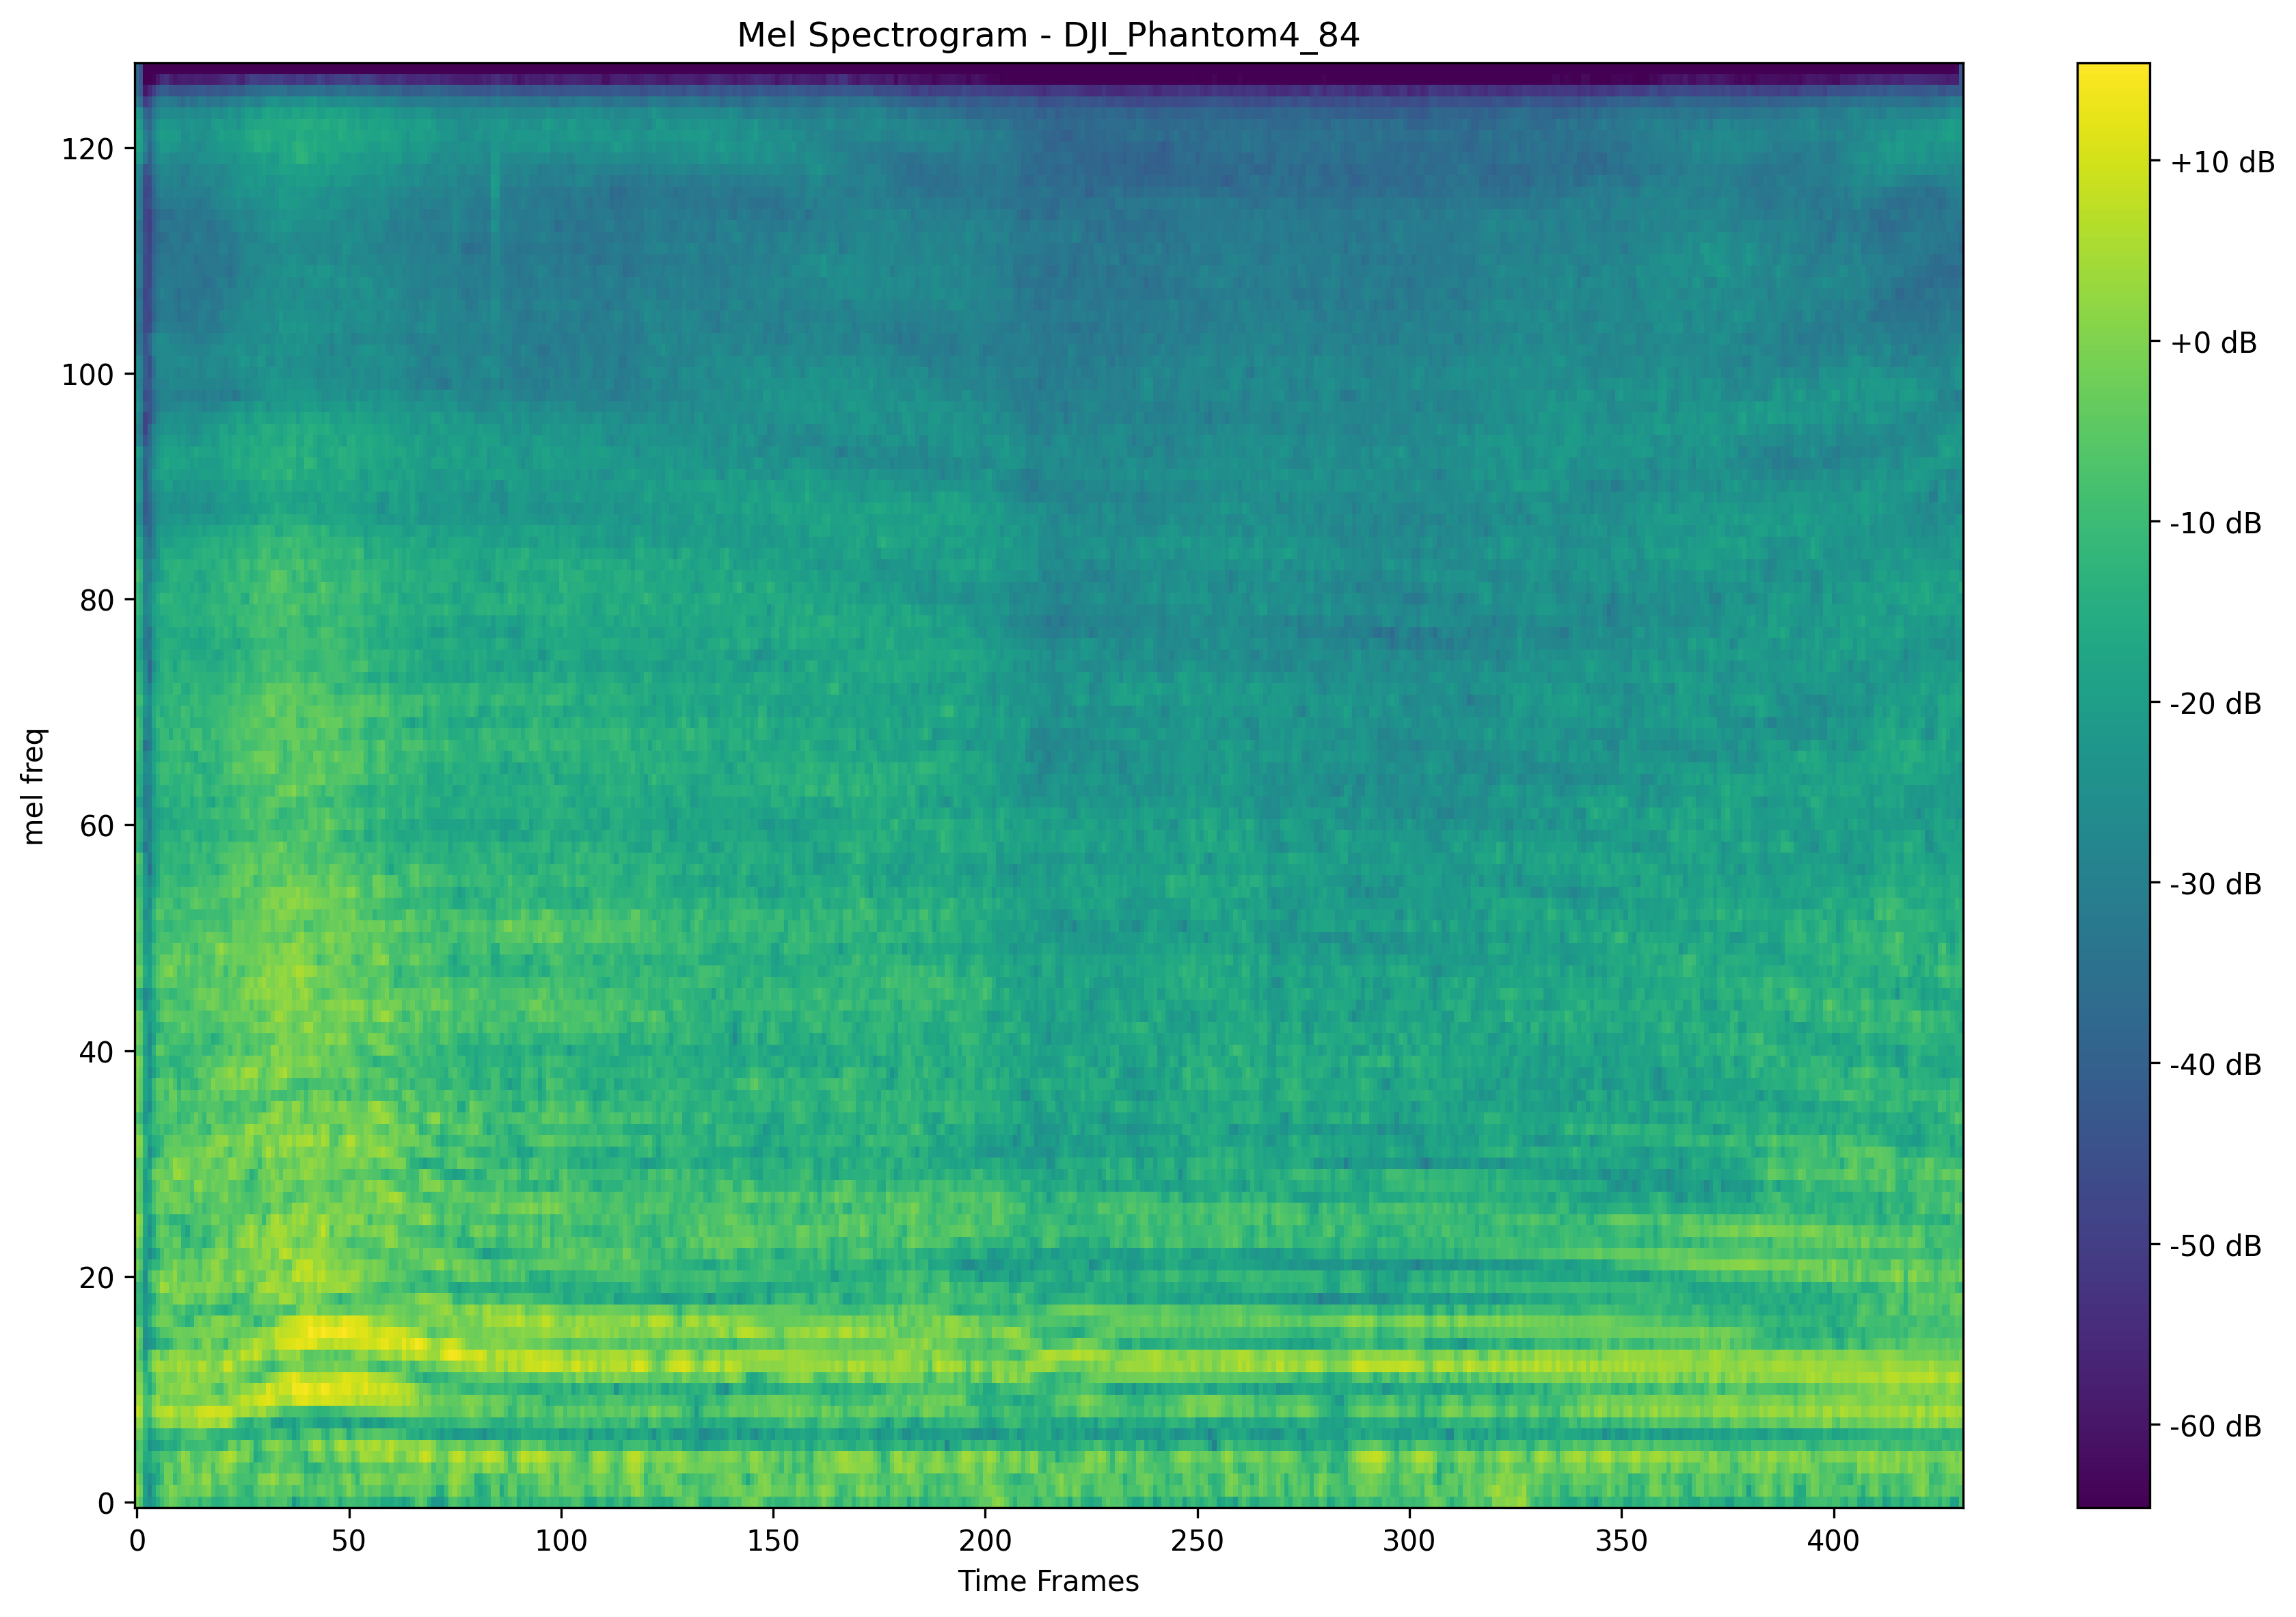 Mel Spectrogram - DJI_Phantom4_84
mel freq
120
100
80
60
40
20
0
0 50 100 150 200 250 300 350 400
Time Frames
+10 dB
+0 dB
-10 dB
-20 dB
-30 dB
-40 dB
-50 dB
-60 dB